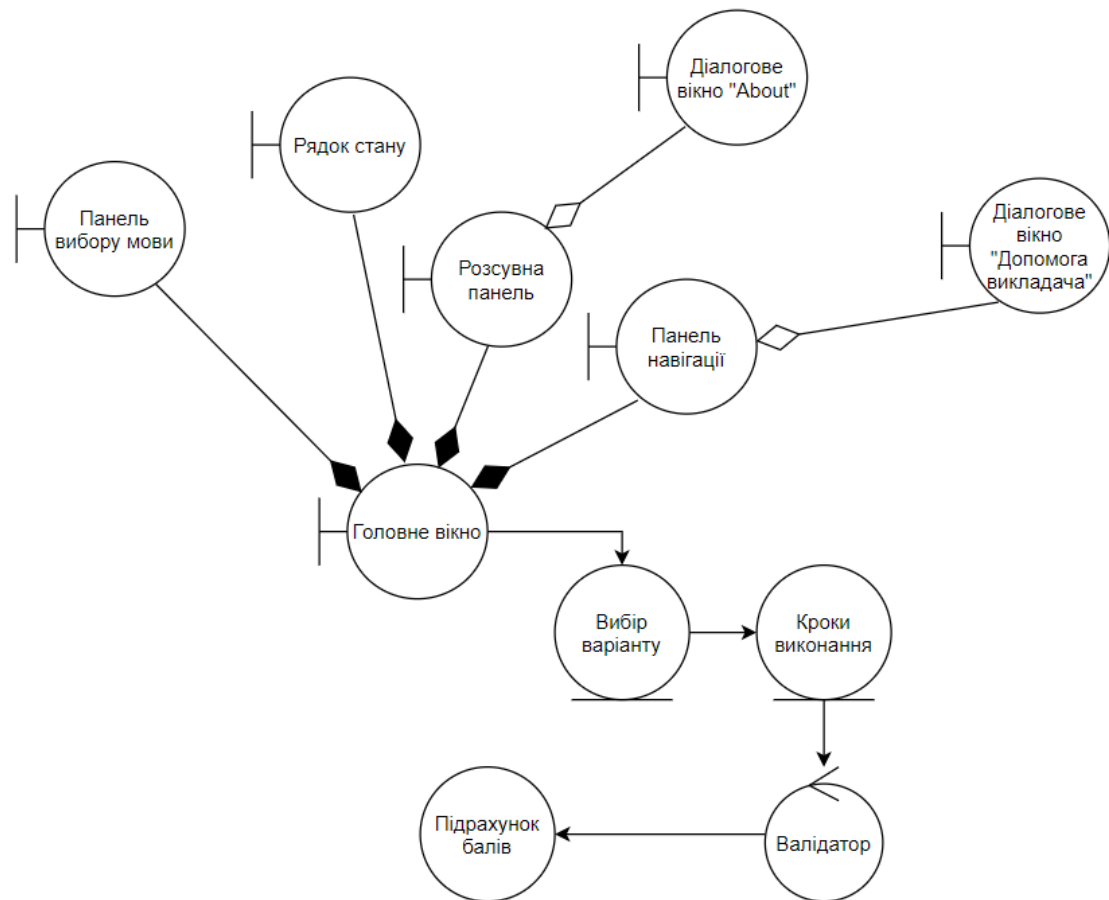 Діалогове
вікно "About"
Рядок стану
Панель
вибору мови
Діалогове
вікно
"Допомога
викладача"
Розсувна
панель
Панель
навігації
Головне вікно
Вибір
варіанту
Кроки
виконання
Підрахунок
балів
Валідатор